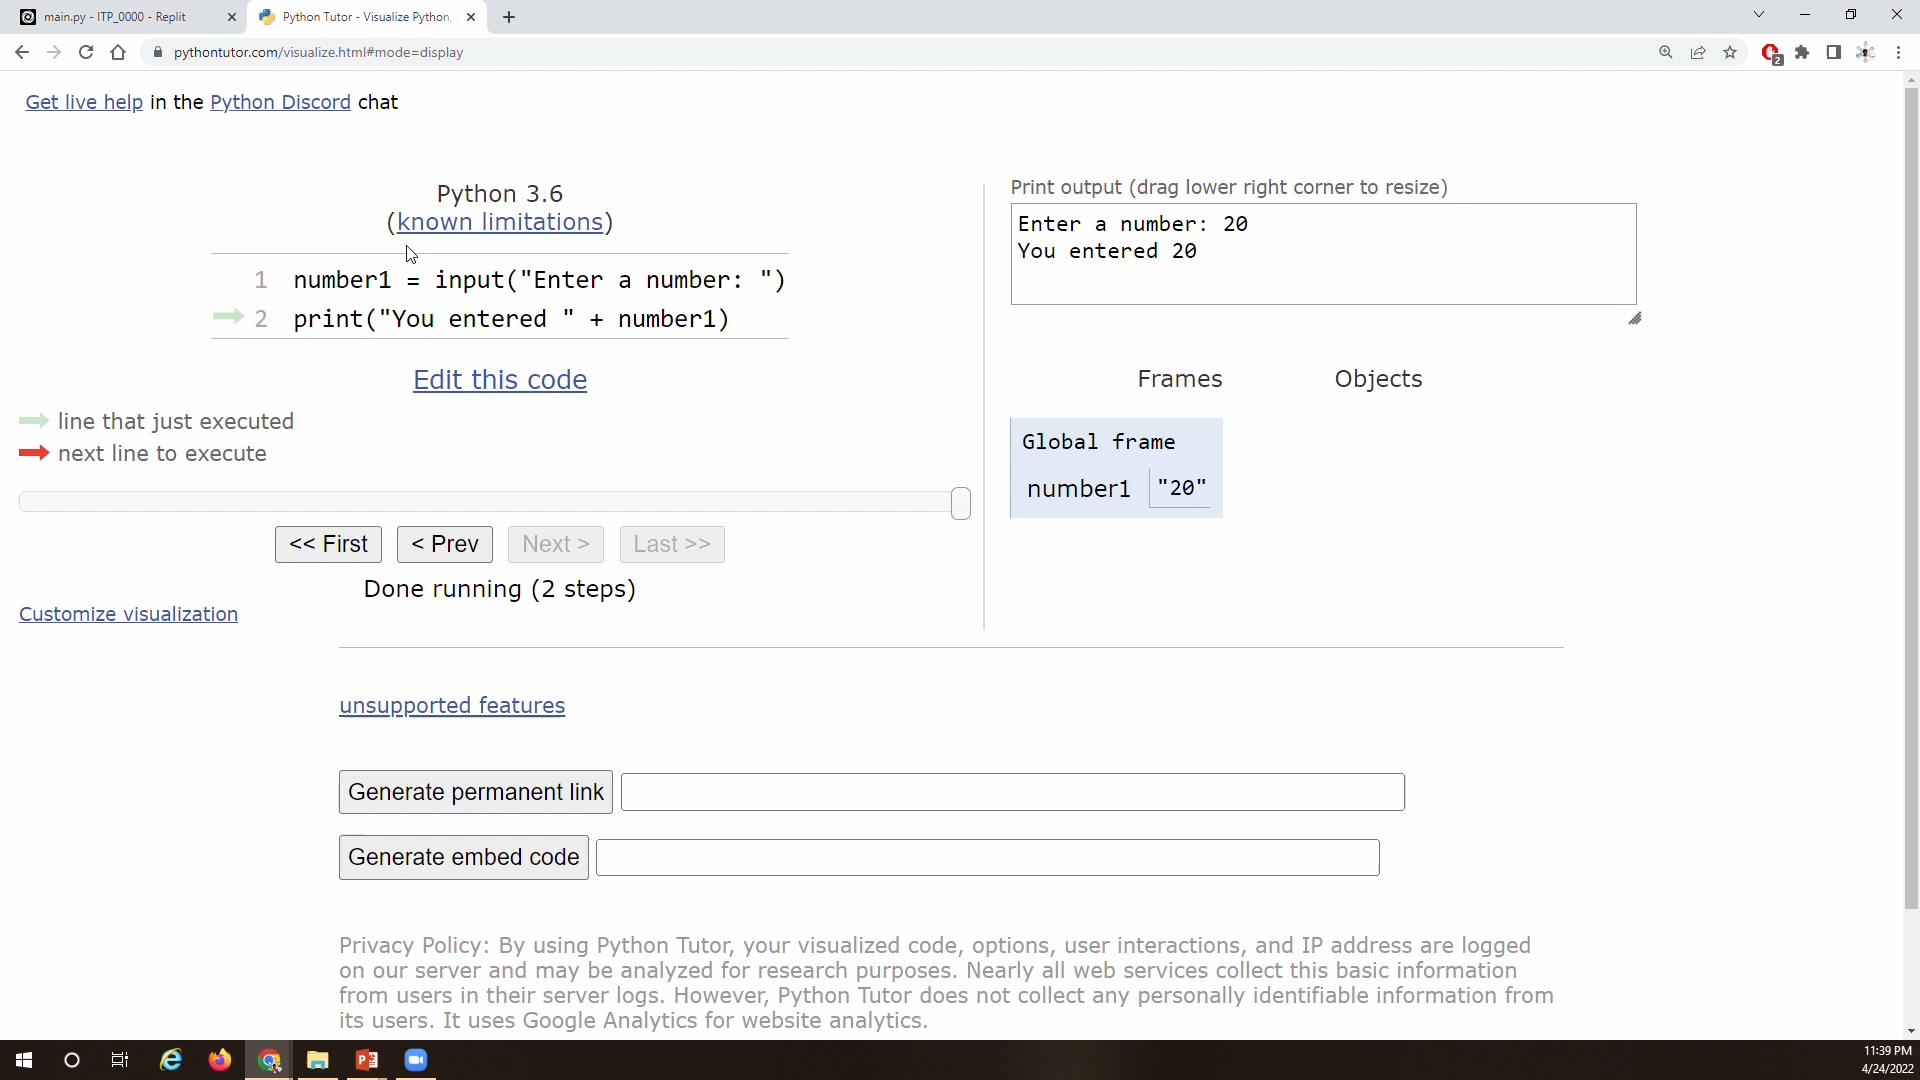 main.py - ITP_0000 - Replit
Python Tutor - Visualize Python,
pythontutor.com/visualize.html#mode=display
2
Get live help in the Python Discord chat
Python 3.6
(known limitations)
1 number1 = input("Enter a number: ")
2 print("You entered " + number1)
Edit this code
line that just executed
next line to execute
<< First
< Prev
Next >
Last >>
Done running (2 steps)
Customize visualization
Print output (drag lower right corner to resize)
Enter a number: 20
You entered 20
Frames
Objects
Global frame
number1 "20"
unsupported features
Generate permanent link
Generate embed code
Privacy Policy: By using Python Tutor, your visualized code, options, user interactions, and IP address are logged
on our server and may be analyzed for research purposes. Nearly all web services collect this basic information
from users in their server logs. However, Python Tutor does not collect any personally identifiable information from
its users. It uses Google Analytics for website analytics.
11:39 PM
4/24/2022